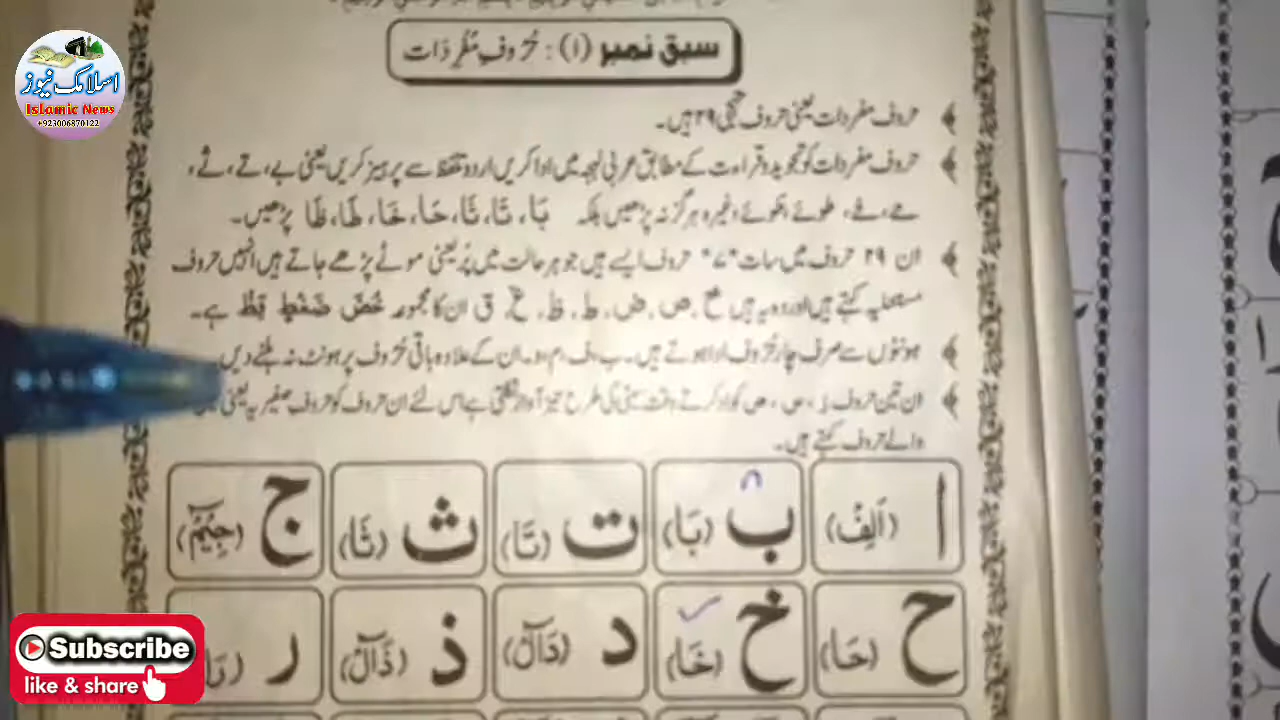 سبق نمبر (۱) : حُرُوفِ مُفْرِدَات
حروف مفردات یعنی حروف تہجی ۲۹ ہیں۔
حروف مفردات کو تجوید و قراءت کے مطابق عربی لہجہ میں ادا کریں اردو تلفظ سے پرہیز کریں یعنی بے، تے، ثے،
حے، خے، طوئے، ظوئے وغیرہ ہرگز نہ پڑھیں بلکہ بَا، تَا، ثَا، حَا، خَا، طَا، ظَا پڑھیں۔
ان ۲۹ حروف میں سات "۷" حروف ایسے ہیں جو ہر حالت میں پُر یعنی موٹے پڑھے جاتے ہیں انہیں حروف
مستعلیہ کہتے ہیں اور وہ یہ ہیں خ، ص، ض، ط، ظ، غ، ق ان کا مجموعہ خُصَّ ضَغْطٍ قِظْ ہے۔
ہونٹوں سے صرف چار حُرُوف ادا ہوتے ہیں۔ ب، ف، م، و۔ ان کے علاوہ باقی حُرُوف پر ہونٹ نہ ہلنے دیں
ان تین حروف ز، س، ص کو ادا کرتے وقت سیٹی کی طرح تیز آواز نکلتی ہے اس لئے ان حروف کو حروف صفیریہ یعنی
والے حروف کہتے ہیں۔
ا (اَلِفْ) ب (بَا) ت (تَا) ث (ثَا) ج (جِيْمْ)
ح (حَا) خ (خَا) د (دَالْ) ذ (ذَالْ) ر
اسلامک نیوز
Islamic News
+923006870122
Subscribe
like & share